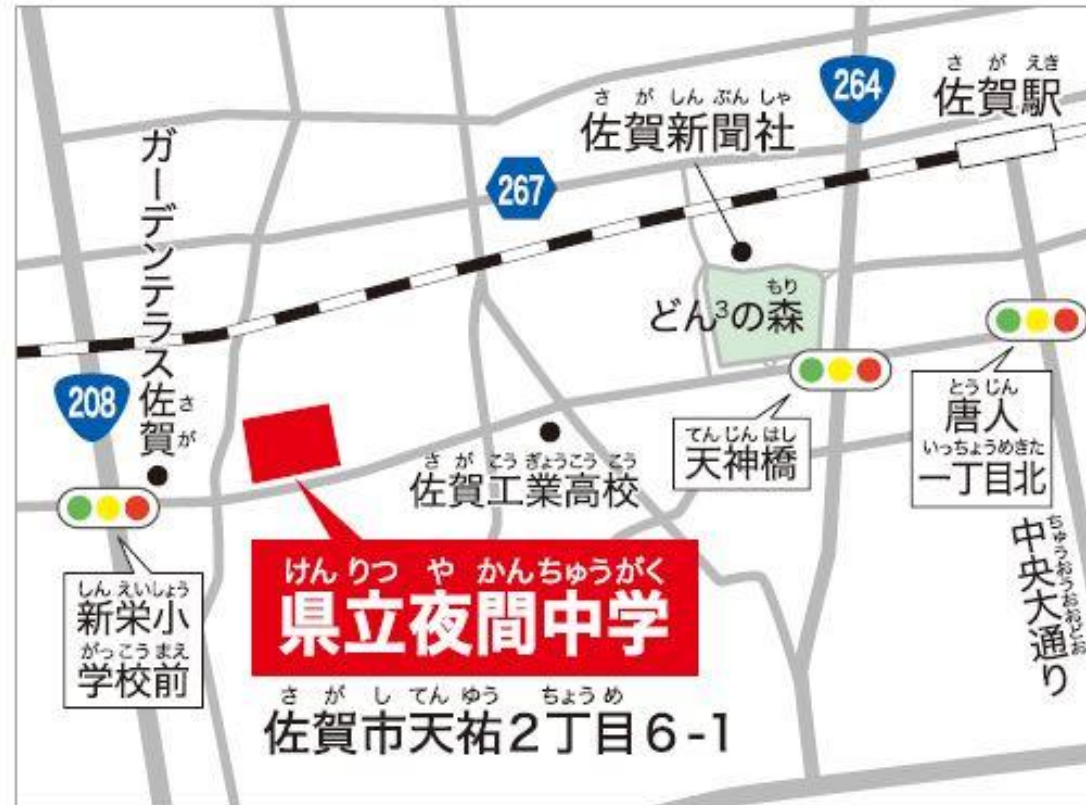 さ が えき
佐賀駅
264
さ が しん ぶん しゃ
佐賀新聞社
267
ガーデンテラス佐賀
さ が
もり
どん³の森
208
とう じん
唐人
いっちょうめきた
一丁目北
てん じん はし
天神橋
さ が こう ぎょうこう こう
佐賀工業高校
ちゅうおうおおどお
中央大通り
しん えいしょう
新栄小
がっこう まえ
学校前
けん りつ や かんちゅうがく
県立夜間中学
さ が し てん ゆう ちょう め
佐賀市天祐2丁目6-1